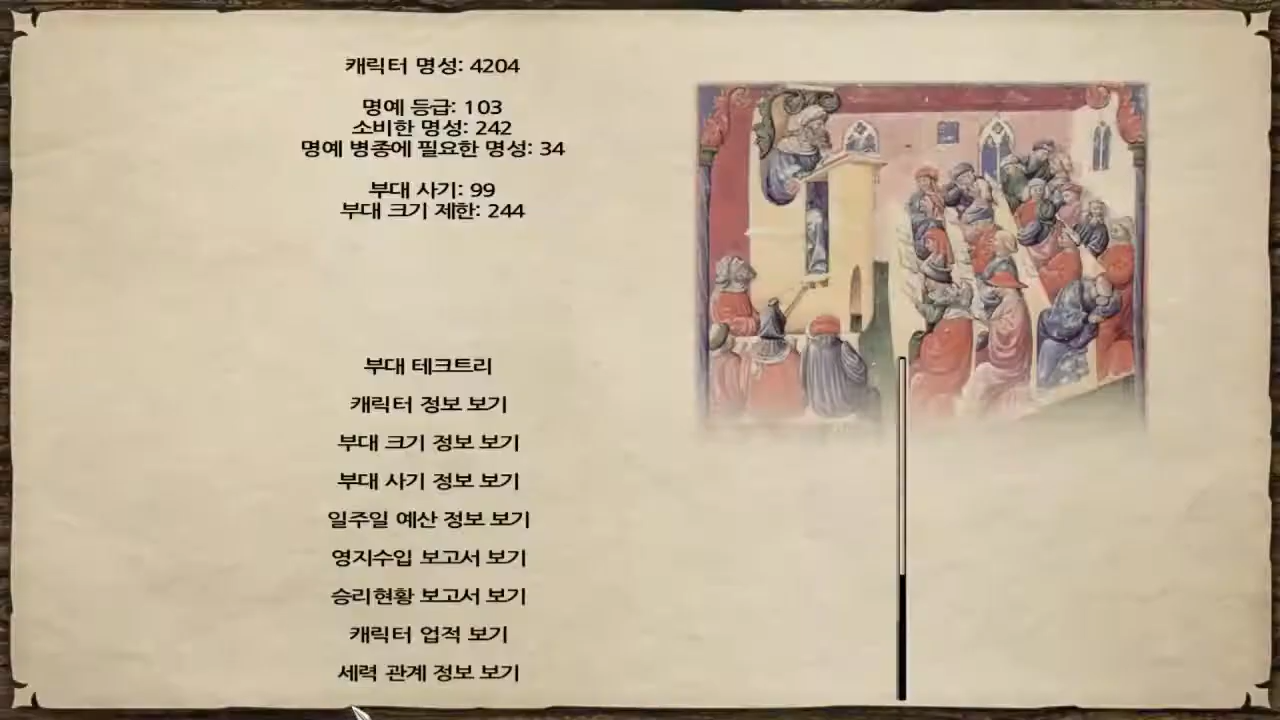 캐릭터 명성: 4204
명예 등급: 103
소비한 명성: 242
명예 병종에 필요한 명성: 34
부대 사기: 99
부대 크기 제한: 244
부대 테크트리
캐릭터 정보 보기
부대 크기 정보 보기
부대 사기 정보 보기
일주일 예산 정보 보기
영지수입 보고서 보기
승리현황 보고서 보기
캐릭터 업적 보기
세력 관계 정보 보기